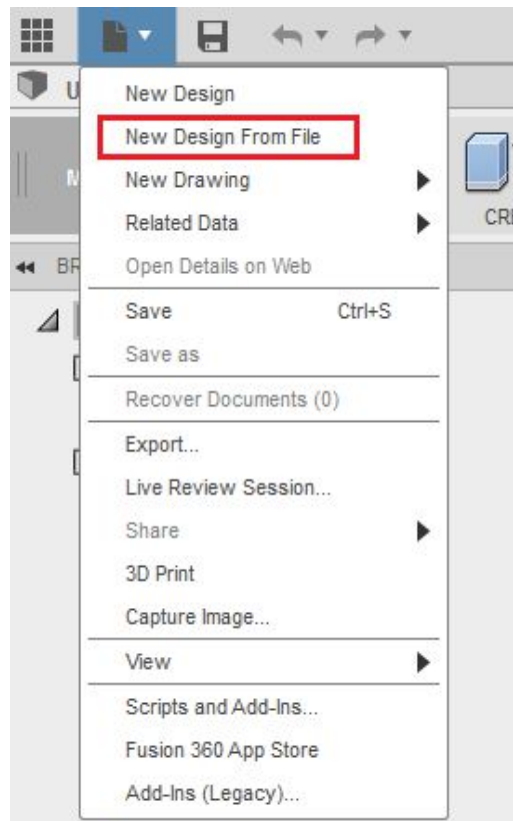 U
New Design
New Design From File
New Drawing
CRE
Related Data
BR
Open Details on Web
Save Ctrl+S
Save as
Recover Documents (0)
Export...
Live Review Session...
Share
3D Print
Capture Image...
View
Scripts and Add-Ins...
Fusion 360 App Store
Add-Ins (Legacy)...